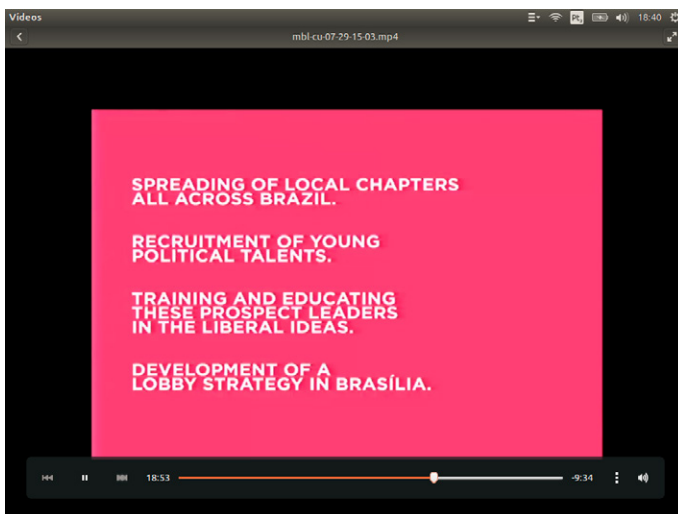 Videos
Pt,
18:40
mbl-cu-07-29-15-03.mp4
SPREADING OF LOCAL CHAPTERS
ALL ACROSS BRAZIL.
RECRUITMENT OF YOUNG
POLITICAL TALENTS.
TRAINING AND EDUCATING
THESE PROSPECT LEADERS
IN THE LIBERAL IDEAS.
DEVELOPMENT OF A
LOBBY STRATEGY IN BRASÍLIA.
18:53
-9:34